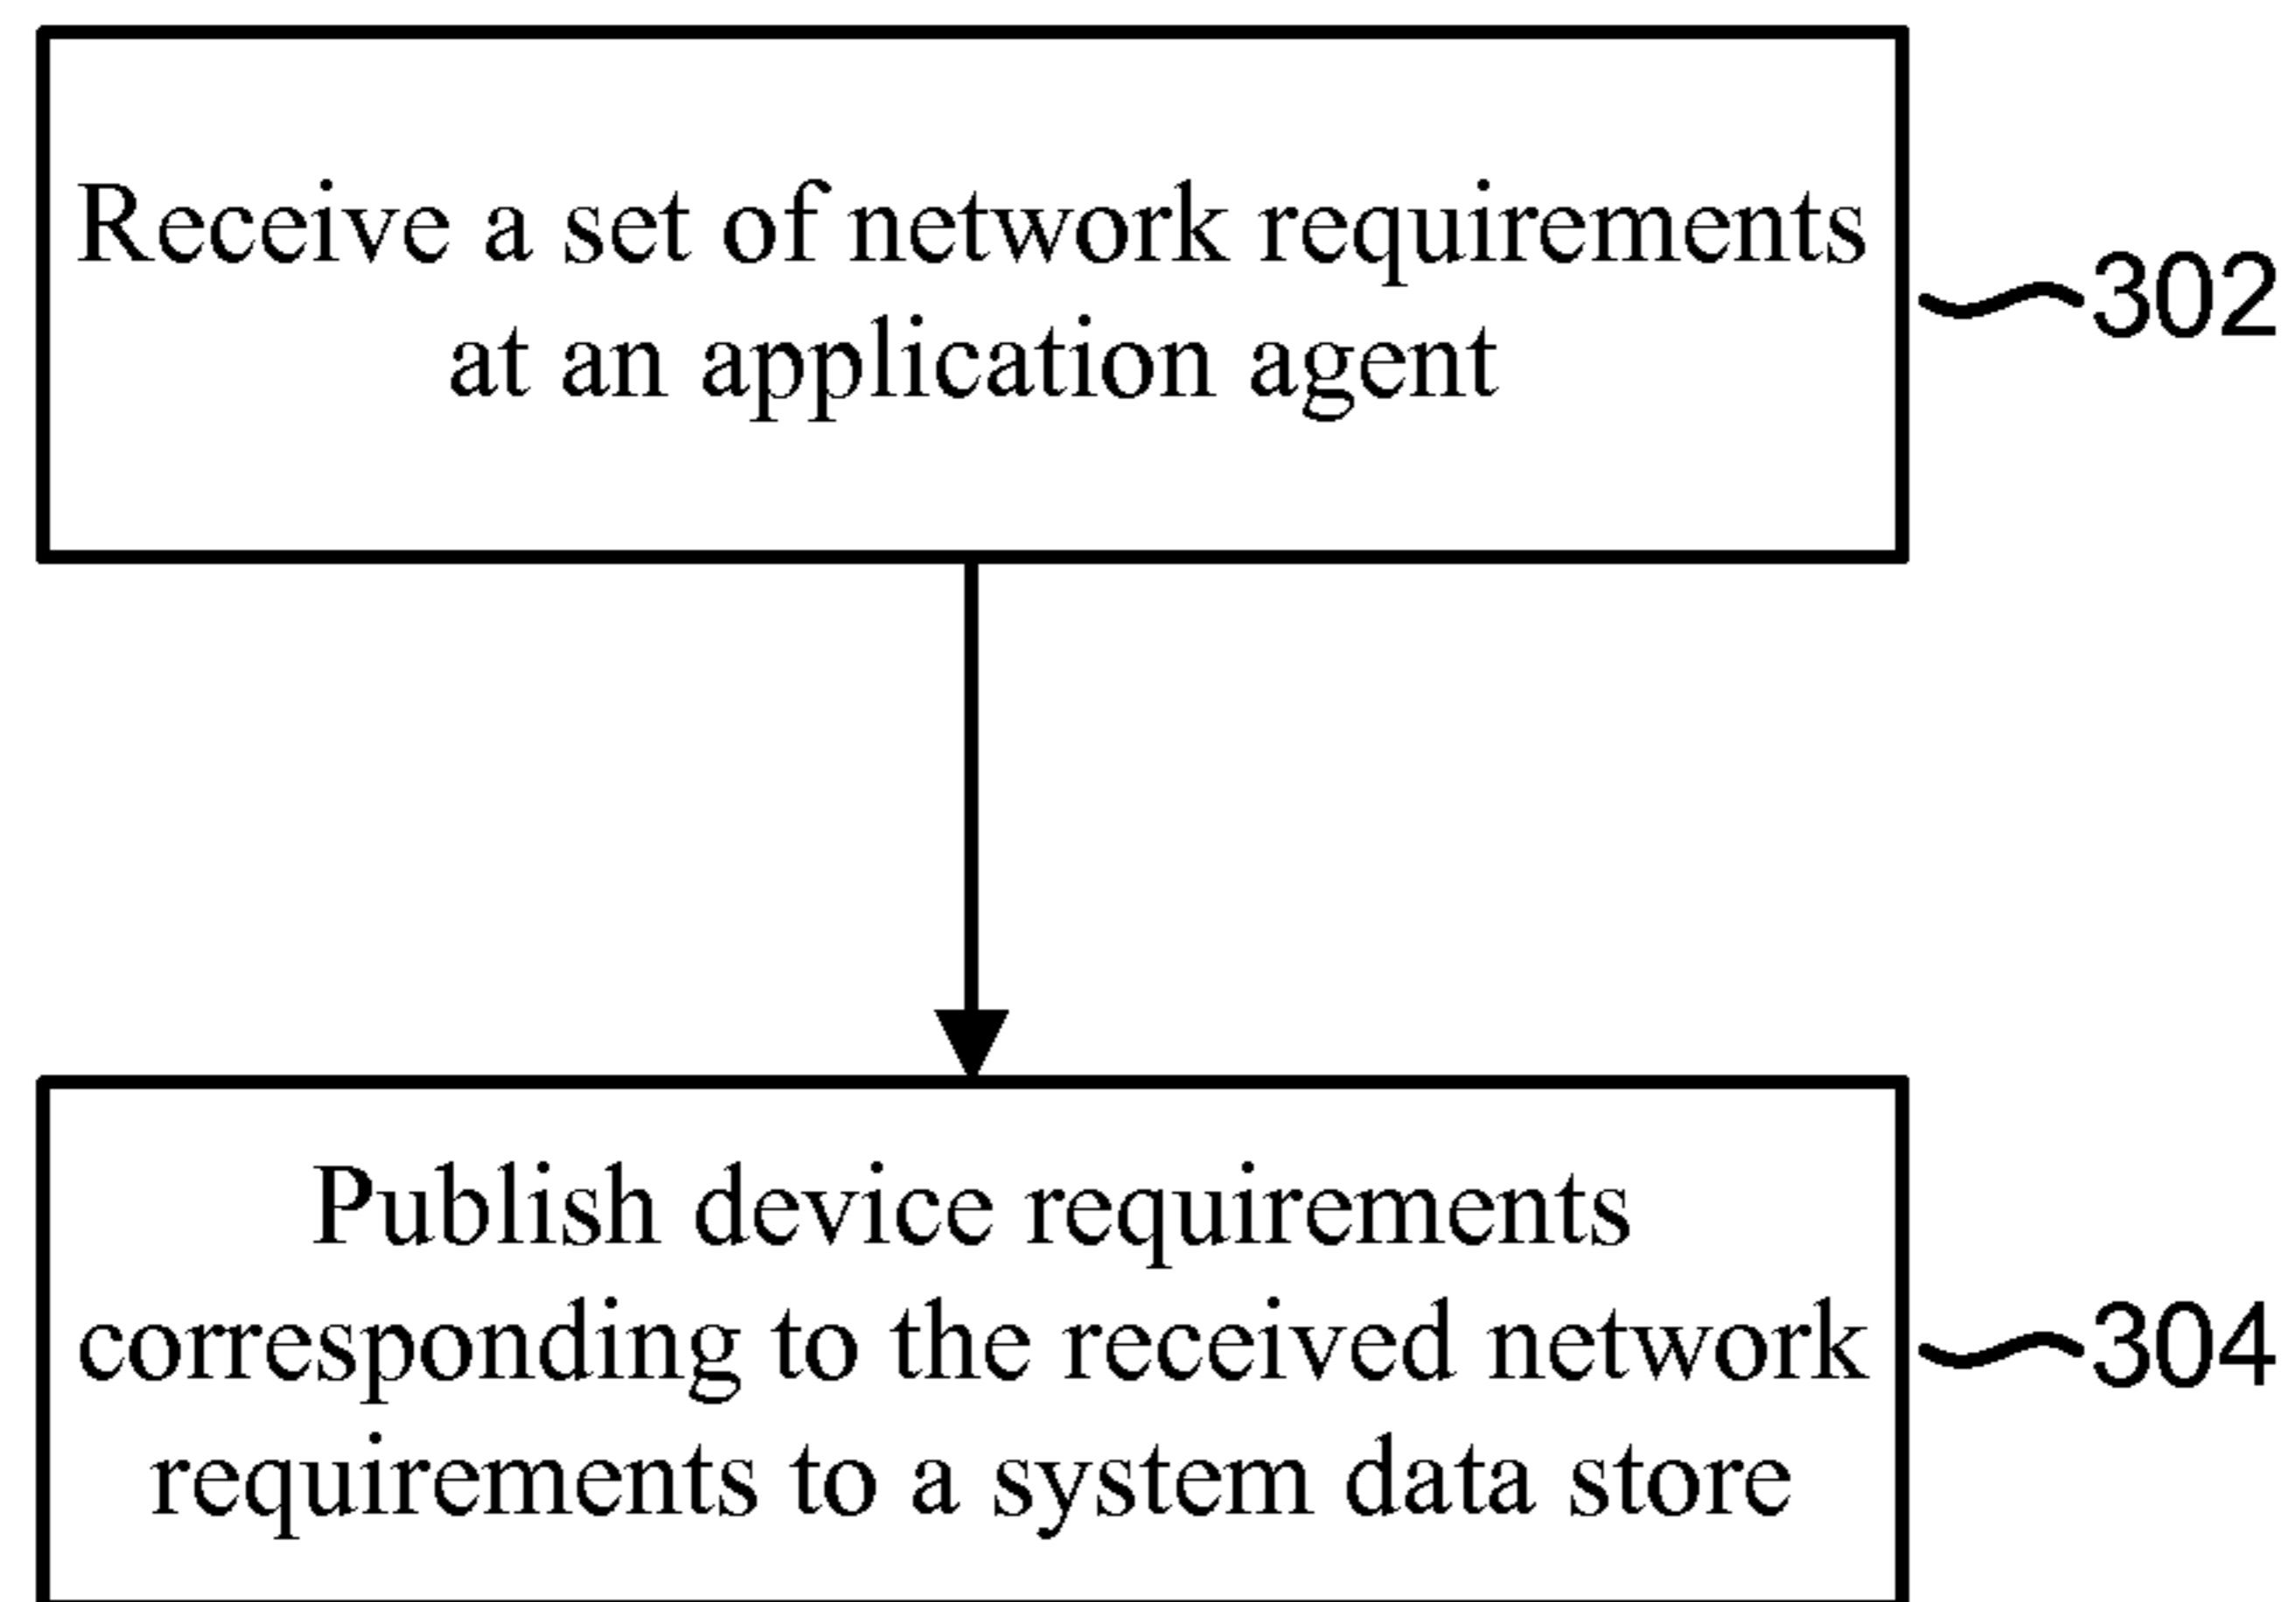 Receive a set of network requirements
at an application agent
302
Publish device requirements
corresponding to the received network
requirements to a system data store
304